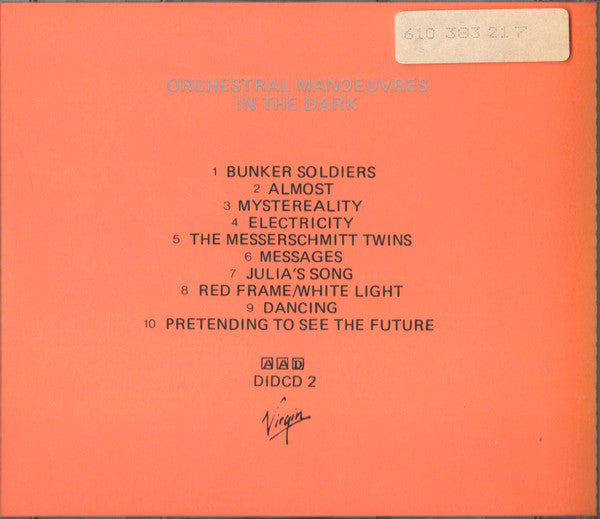 610 383 217
ORCHESTRAL MANOEUVRES
IN THE DARK
1 BUNKER SOLDIERS
2 ALMOST
3 MYSTEREALITY
4 ELECTRICITY
5 THE MESSERSCHMITT TWINS
6 MESSAGES
7 JULIA'S SONG
8 RED FRAME/WHITE LIGHT
9 DANCING
10 PRETENDING TO SEE THE FUTURE
AAD
DIDCD 2
Virgin